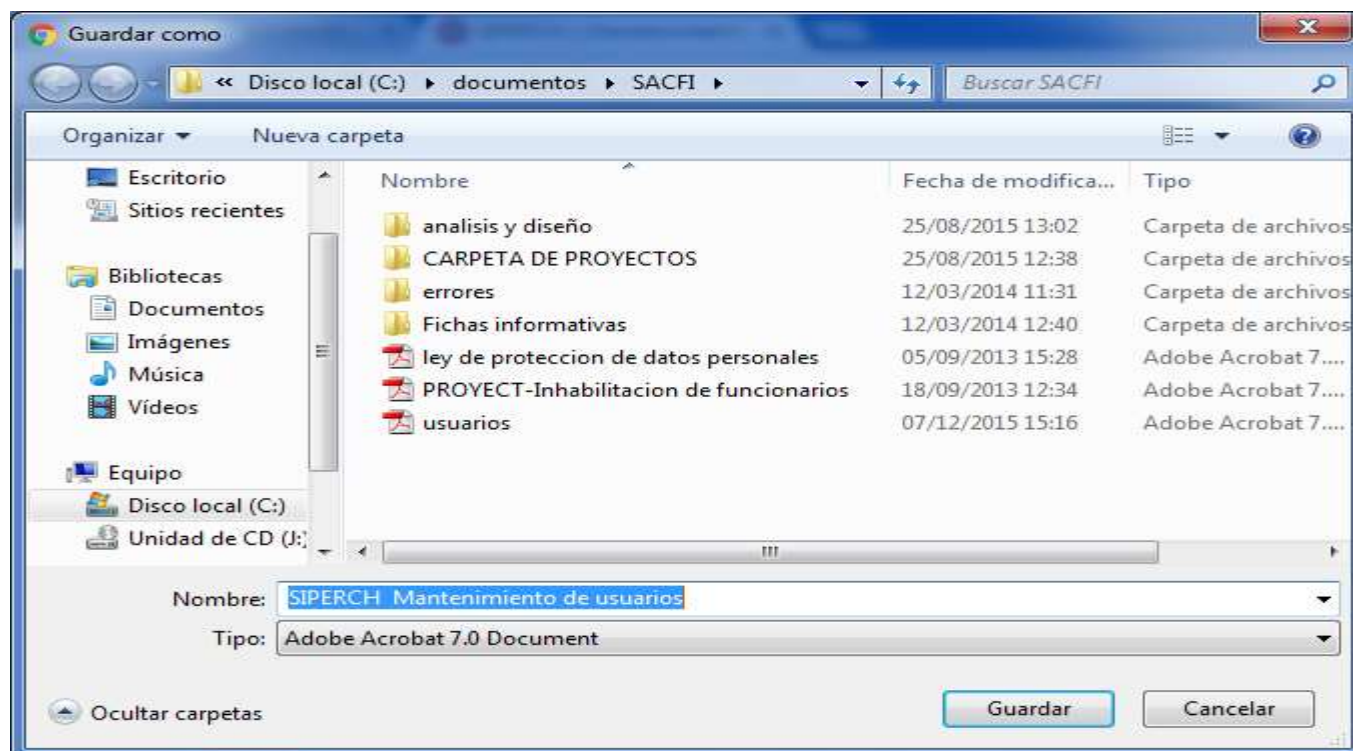 Guardar como
« Disco local (C:) ▸ documentos ▸ SACFI ▸ Buscar SACFI
Organizar Nueva carpeta
Escritorio
Sitios recientes
Bibliotecas
Documentos
Imágenes
Música
Vídeos
Equipo
Disco local (C:)
Unidad de CD (J:)
Nombre Fecha de modifica... Tipo
analisis y diseño 25/08/2015 13:02 Carpeta de archivos
CARPETA DE PROYECTOS 25/08/2015 12:38 Carpeta de archivos
errores 12/03/2014 11:31 Carpeta de archivos
Fichas informativas 12/03/2014 12:40 Carpeta de archivos
ley de proteccion de datos personales 05/09/2013 15:28 Adobe Acrobat 7....
PROYECT-Inhabilitacion de funcionarios 18/09/2013 12:34 Adobe Acrobat 7....
usuarios 07/12/2015 15:16 Adobe Acrobat 7....
Nombre: SIPERCH Mantenimiento de usuarios
Tipo: Adobe Acrobat 7.0 Document
Ocultar carpetas Guardar Cancelar